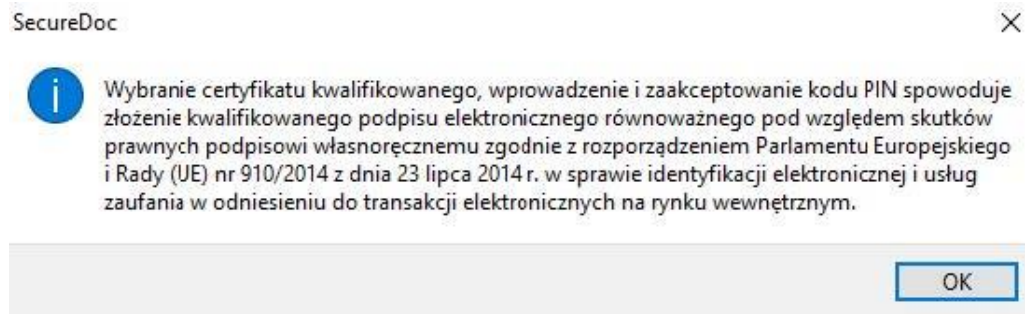 SecureDoc
Wybranie certyfikatu kwalifikowanego, wprowadzenie i zaakceptowanie kodu PIN spowoduje
złożenie kwalifikowanego podpisu elektronicznego równoważnego pod względem skutków
prawnych podpisowi własnoręcznemu zgodnie z rozporządzeniem Parlamentu Europejskiego
i Rady (UE) nr 910/2014 z dnia 23 lipca 2014 r. w sprawie identyfikacji elektronicznej i usług
zaufania w odniesieniu do transakcji elektronicznych na rynku wewnętrznym.
OK